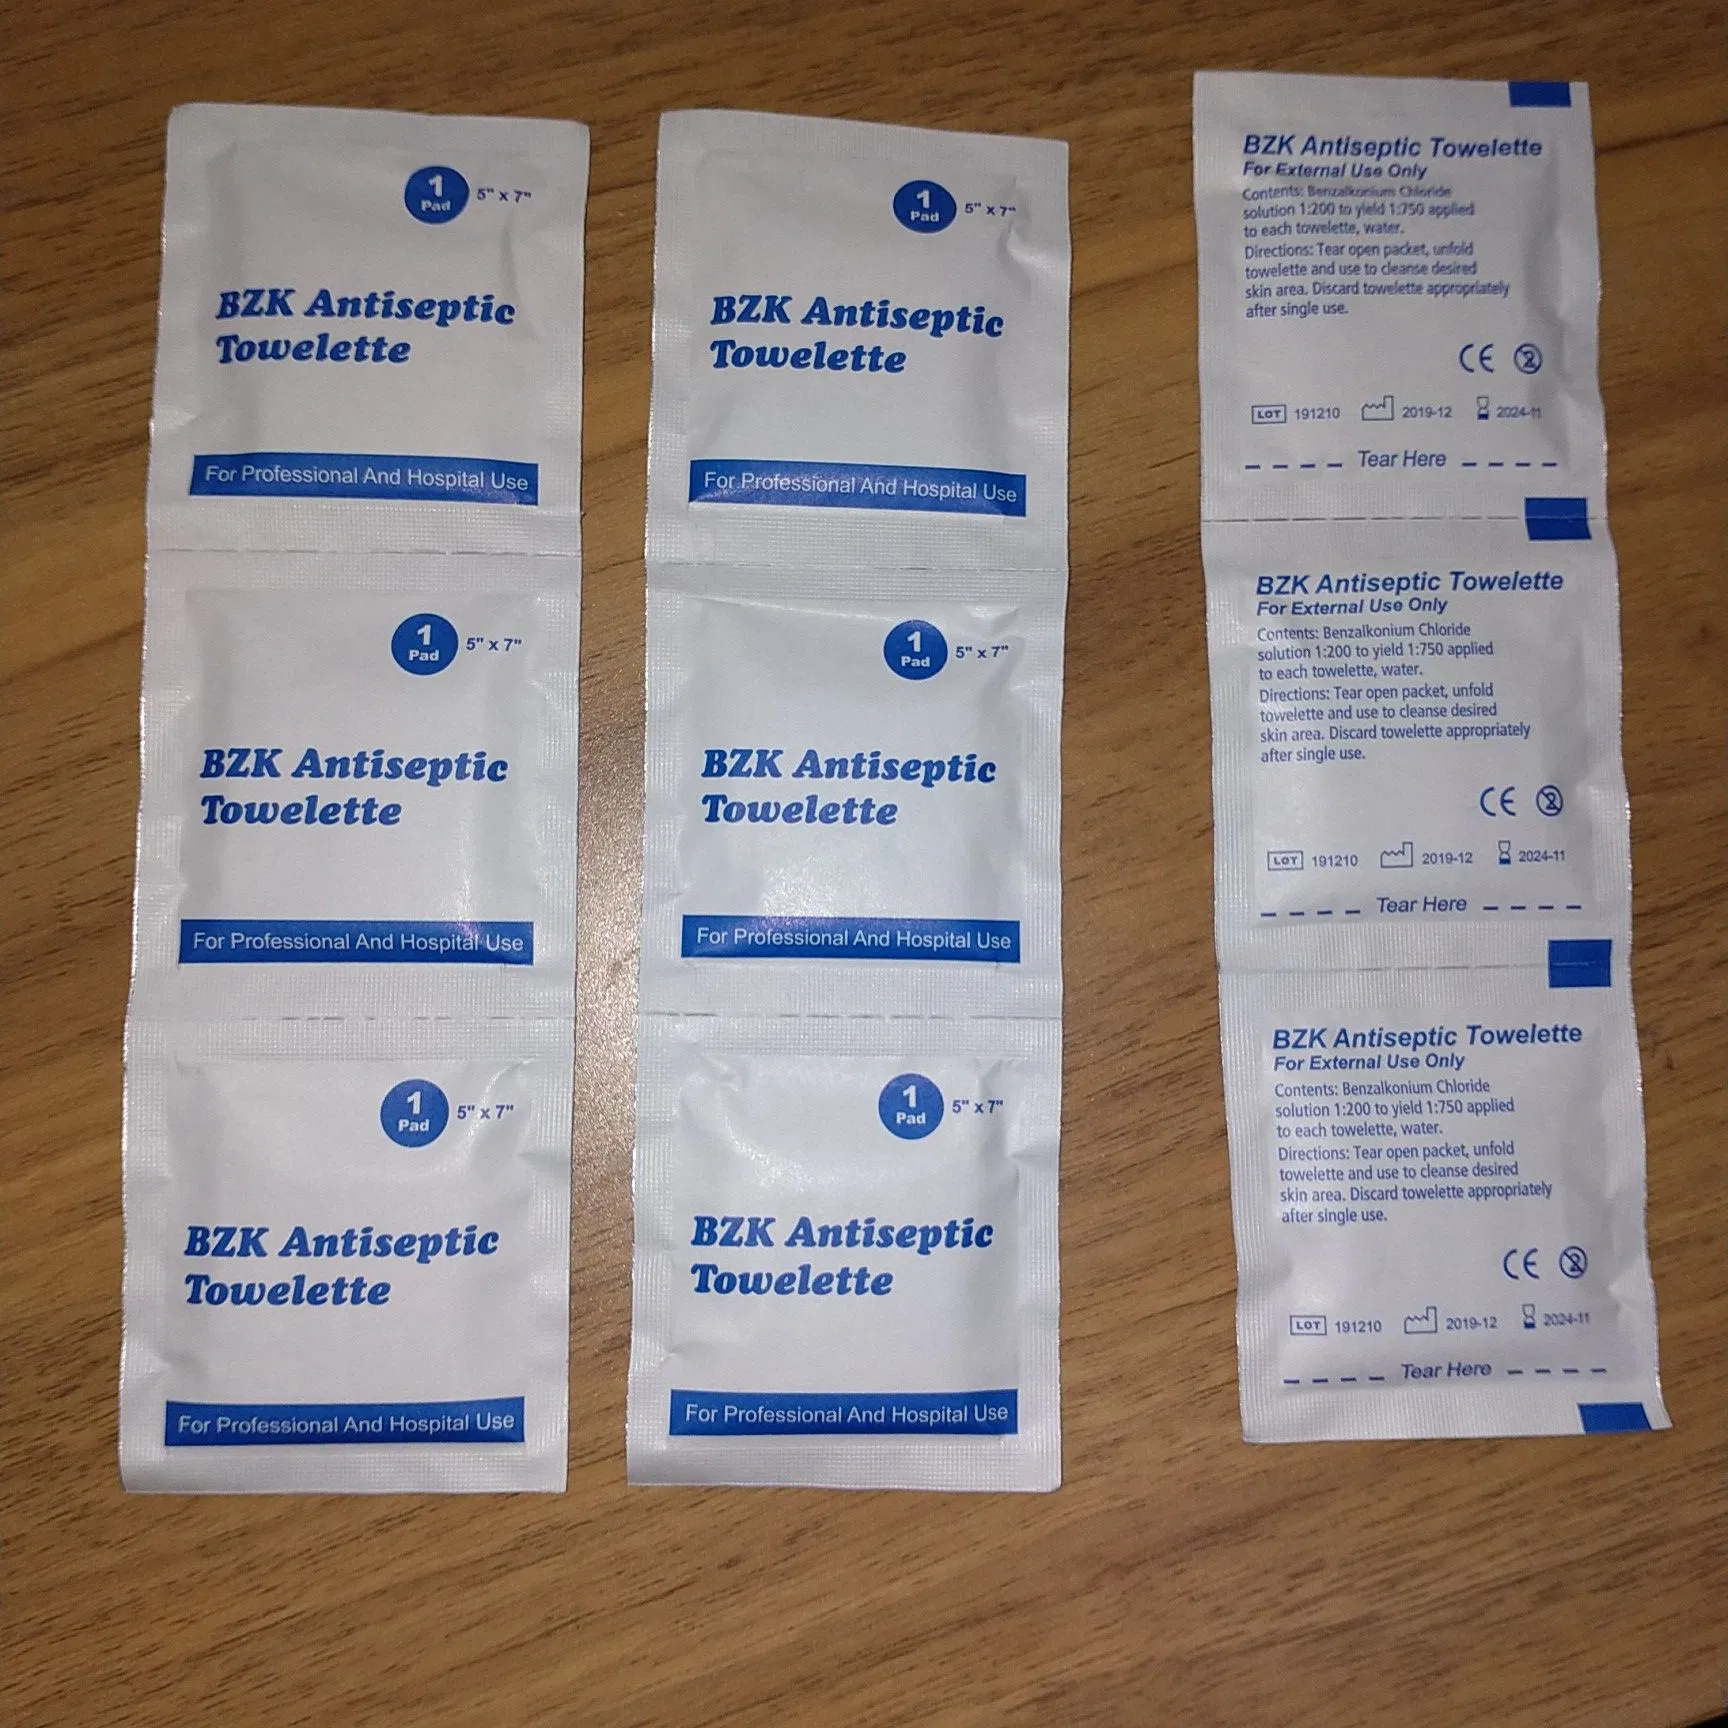 1
Pad
5" x 7"
BZK Antiseptic
Towelette
For Professional And Hospital Use
1
Pad
5" x 7"
BZK Antiseptic
Towelette
For Professional And Hospital Use
1
Pad
5" x 7"
BZK Antiseptic
Towelette
For Professional And Hospital Use
1
Pad
5" x 7"
BZK Antiseptic
Towelette
For Professional And Hospital Use
1
Pad
5" x 7"
BZK Antiseptic
Towelette
For Professional And Hospital Use
1
Pad
5" x 7"
BZK Antiseptic
Towelette
For Professional And Hospital Use
BZK Antiseptic Towelette
For External Use Only
Contents: Benzalkonium Chloride
solution 1:200 to yield 1:750 applied
to each towelette, water.
Directions: Tear open packet, unfold
towelette and use to cleanse desired
skin area. Discard towelette appropriately
after single use.
CE 2
LOT 191210 2019-12 2024-11
Tear Here
BZK Antiseptic Towelette
For External Use Only
Contents: Benzalkonium Chloride
solution 1:200 to yield 1:750 applied
to each towelette, water.
Directions: Tear open packet, unfold
towelette and use to cleanse desired
skin area. Discard towelette appropriately
after single use.
CE 2
LOT 191210 2019-12 2024-11
Tear Here
BZK Antiseptic Towelette
For External Use Only
Contents: Benzalkonium Chloride
solution 1:200 to yield 1:750 applied
to each towelette, water.
Directions: Tear open packet, unfold
towelette and use to cleanse desired
skin area. Discard towelette appropriately
after single use.
CE 2
LOT 191210 2019-12 2024-11
Tear Here